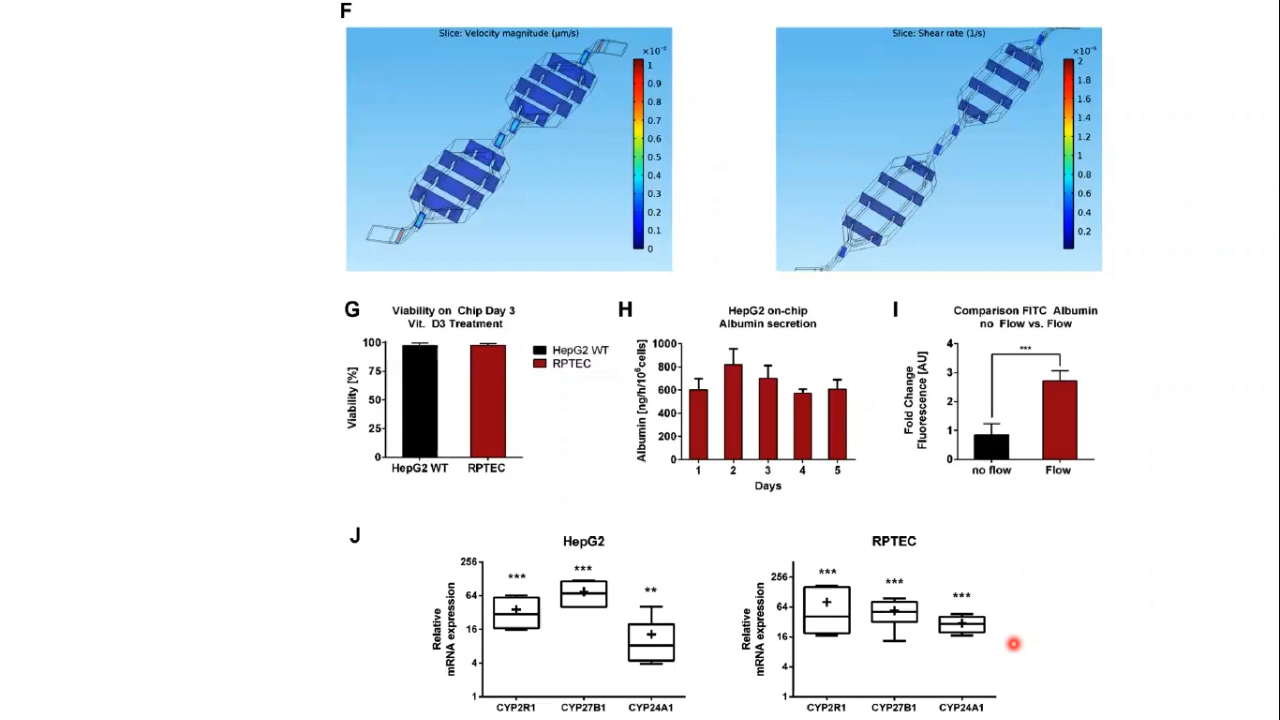 F
Slice: Velocity magnitude (μm/s)
×10⁻³
1
0.9
0.8
0.7
0.6
0.5
0.4
0.3
0.2
0.1
0
Slice: Shear rate (1/s)
2
1.8
1.6
1.4
1.2
1
0.8
0.6
0.4
0.2
G
Viability on Chip Day 3
Vit. D3 Treatment
Viability [%]
100
75
50
25
0
HepG2 WT
RPTEC
HepG2 WT
RPTEC
H
HepG2 on-chip
Albumin secretion
Albumin [ng/h/10⁶cells]
1000
800
600
400
200
0
1 2 3 4 5
Days
I
Comparison FITC Albumin
no Flow vs. Flow
Fold Change
Fluorescence [AU]
4
3
2
1
0
***
no flow Flow
J
HepG2
Relative
mRNA expression
256
64
16
4
1
*** *** **
CYP2R1 CYP27B1 CYP24A1
RPTEC
Relative
mRNA expression
256
64
16
4
1
*** *** ***
CYP2R1 CYP27B1 CYP24A1